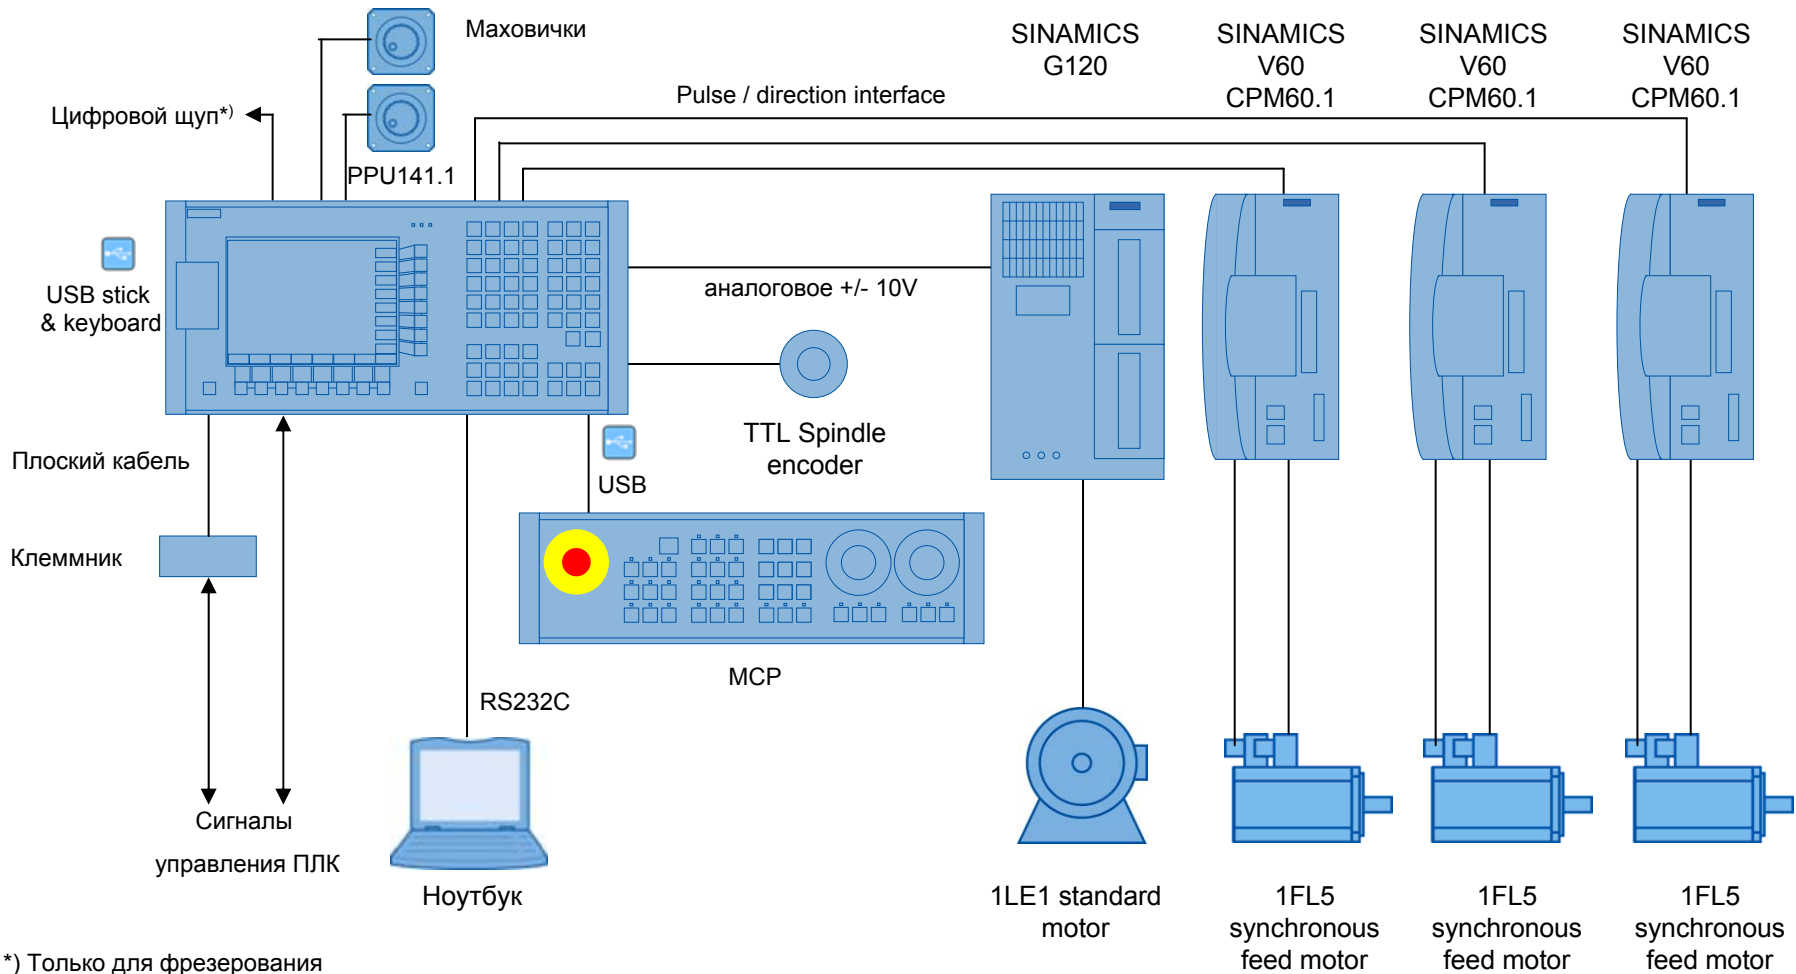 Маховички
SINAMICS
G120
SINAMICS
V60
CPM60.1
SINAMICS
V60
CPM60.1
SINAMICS
V60
CPM60.1
Pulse / direction interface
Цифровой щуп*)
PPU141.1
USB stick
& keyboard
аналоговое +/- 10V
TTL Spindle
encoder
Плоский кабель
USB
Клеммник
MCP
RS232C
Сигналы
управления ПЛК
Ноутбук
1LE1 standard
motor
1FL5
synchronous
feed motor
1FL5
synchronous
feed motor
1FL5
synchronous
feed motor
*) Только для фрезерования